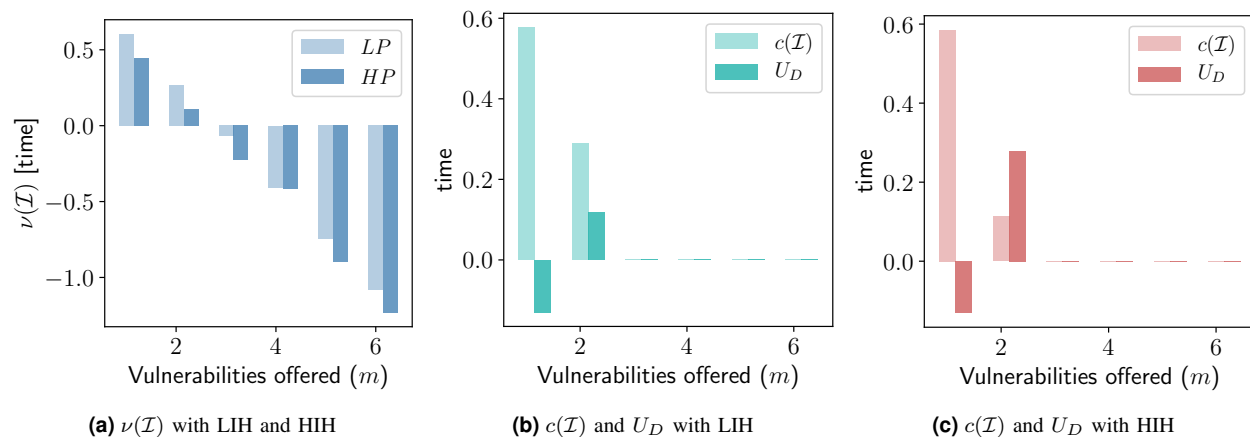 0.5
0.0
−0.5
−1.0
ν(ℐ) [time]
LP
HP
2
4
6
Vulnerabilities offered (m)
(a) ν(ℐ) with LIH and HIH
0.6
0.4
0.2
0.0
time
c(ℐ)
U_D
2
4
6
Vulnerabilities offered (m)
(b) c(ℐ) and U_D with LIH
0.6
0.4
0.2
0.0
time
c(ℐ)
U_D
2
4
6
Vulnerabilities offered (m)
(c) c(ℐ) and U_D with HIH